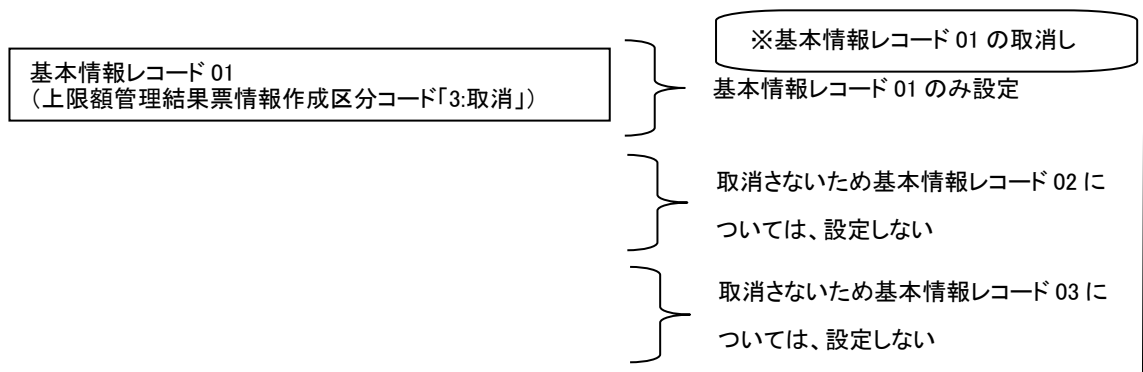 ※基本情報レコード 01 の取消し
基本情報レコード 01
（上限額管理結果票情報作成区分コード「3:取消」）
基本情報レコード 01 のみ設定
取消さないため基本情報レコード 02 に
ついては、設定しない
取消さないため基本情報レコード 03 に
ついては、設定しない